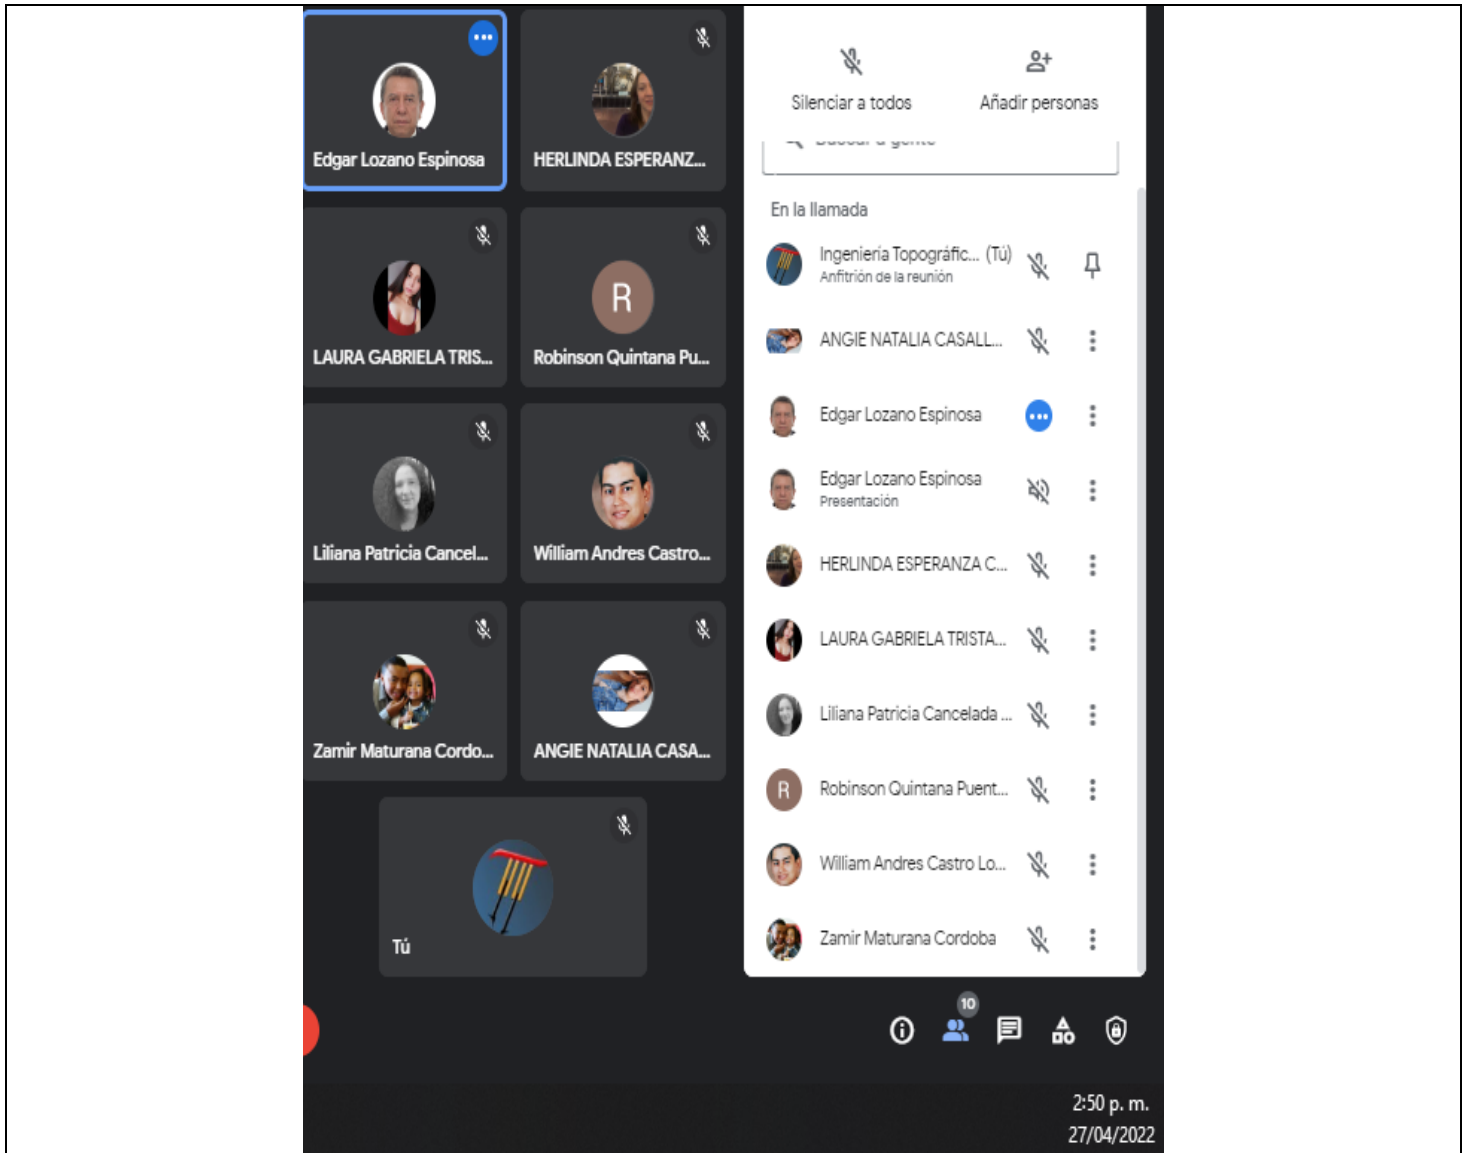 Edgar Lozano Espinosa
HERLINDA ESPERANZ...
LAURA GABRIELA TRIS...
R
Robinson Quintana Pu...
Liliana Patricia Cancel...
William Andres Castro...
Zamir Maturana Cordo...
ANGIE NATALIA CASA...
Tú
Silenciar a todos
Añadir personas
Buscar a gente
En la llamada
Ingeniería Topográfic... (Tú)
Anfitrión de la reunión
ANGIE NATALIA CASALL...
Edgar Lozano Espinosa
Edgar Lozano Espinosa
Presentación
HERLINDA ESPERANZA C...
LAURA GABRIELA TRISTA...
Liliana Patricia Cancelada ...
R
Robinson Quintana Puent...
William Andres Castro Lo...
Zamir Maturana Cordoba
10
2:50 p. m.
27/04/2022